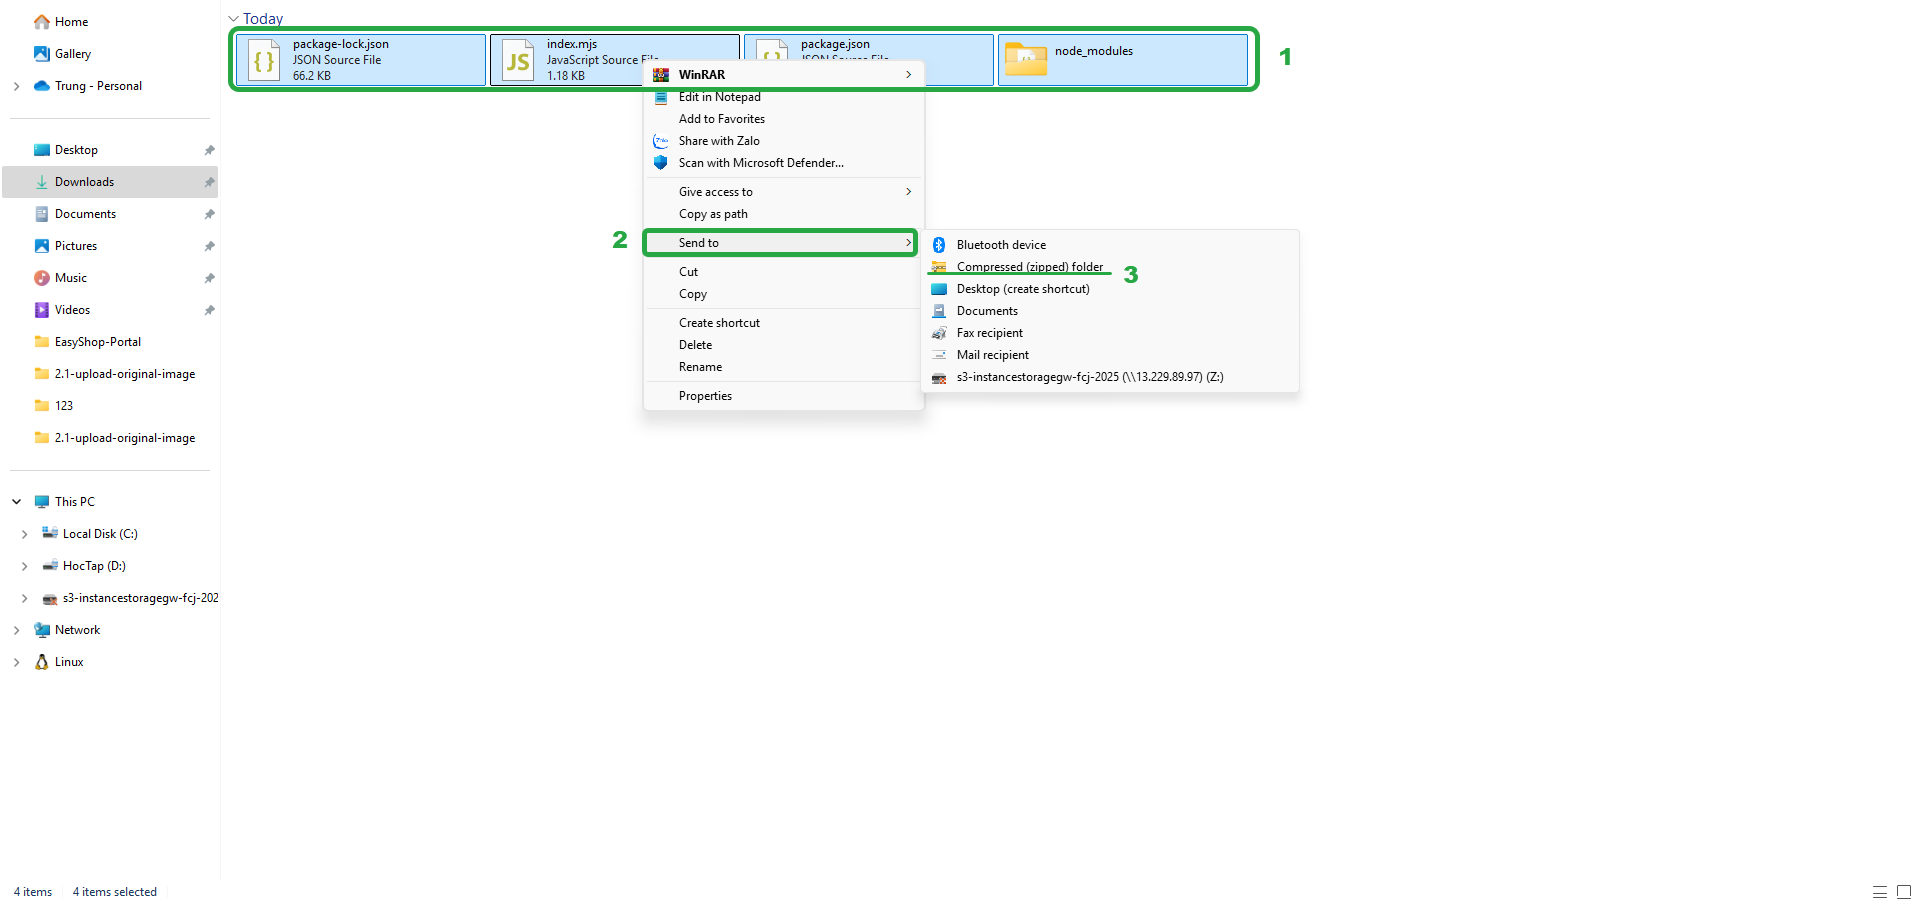 Home
Gallery
Trung - Personal
Desktop
Downloads
Documents
Pictures
Music
Videos
EasyShop-Portal
2.1-upload-original-image
123
2.1-upload-original-image
This PC
Local Disk (C:)
HocTap (D:)
s3-instancestoragegw-fcj-202
Network
Linux
Today
package-lock.json
JSON Source File
66.2 KB
index.mjs
JavaScript Source File
1.18 KB
JS
package.json
JSON Source File
node_modules
1
WinRAR
Edit in Notepad
Add to Favorites
Share with Zalo
Scan with Microsoft Defender...
Give access to
Copy as path
2
Send to
Cut
Copy
Create shortcut
Delete
Rename
Properties
Bluetooth device
Compressed (zipped) folder
3
Desktop (create shortcut)
Documents
Fax recipient
Mail recipient
s3-instancestoragegw-fcj-2025 (\\13.229.89.97) (Z:)
4 items
4 items selected